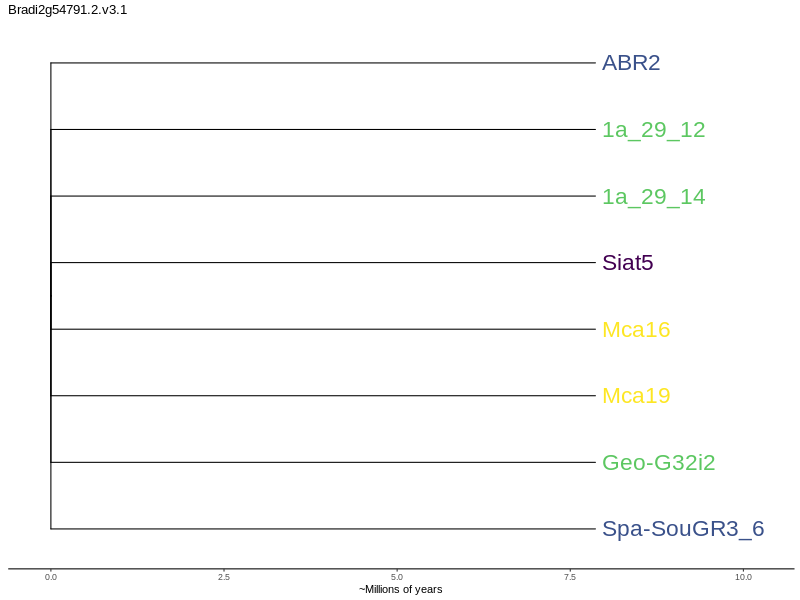 Bradi2g54791.2.v3.1
ABR2
1a_29_12
1a_29_14
Siat5
Mca16
Mca19
Geo-G32i2
Spa-SouGR3_6
0.0 2.5 5.0 7.5 10.0
~Millions of years